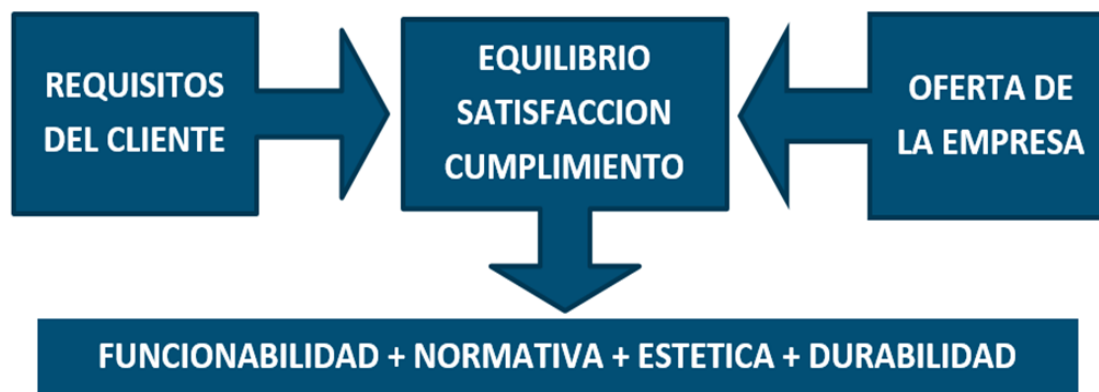 REQUISITOS
DEL CLIENTE
EQUILIBRIO
SATISFACCION
CUMPLIMIENTO
OFERTA DE
LA EMPRESA
FUNCIONABILIDAD + NORMATIVA + ESTETICA + DURABILIDAD